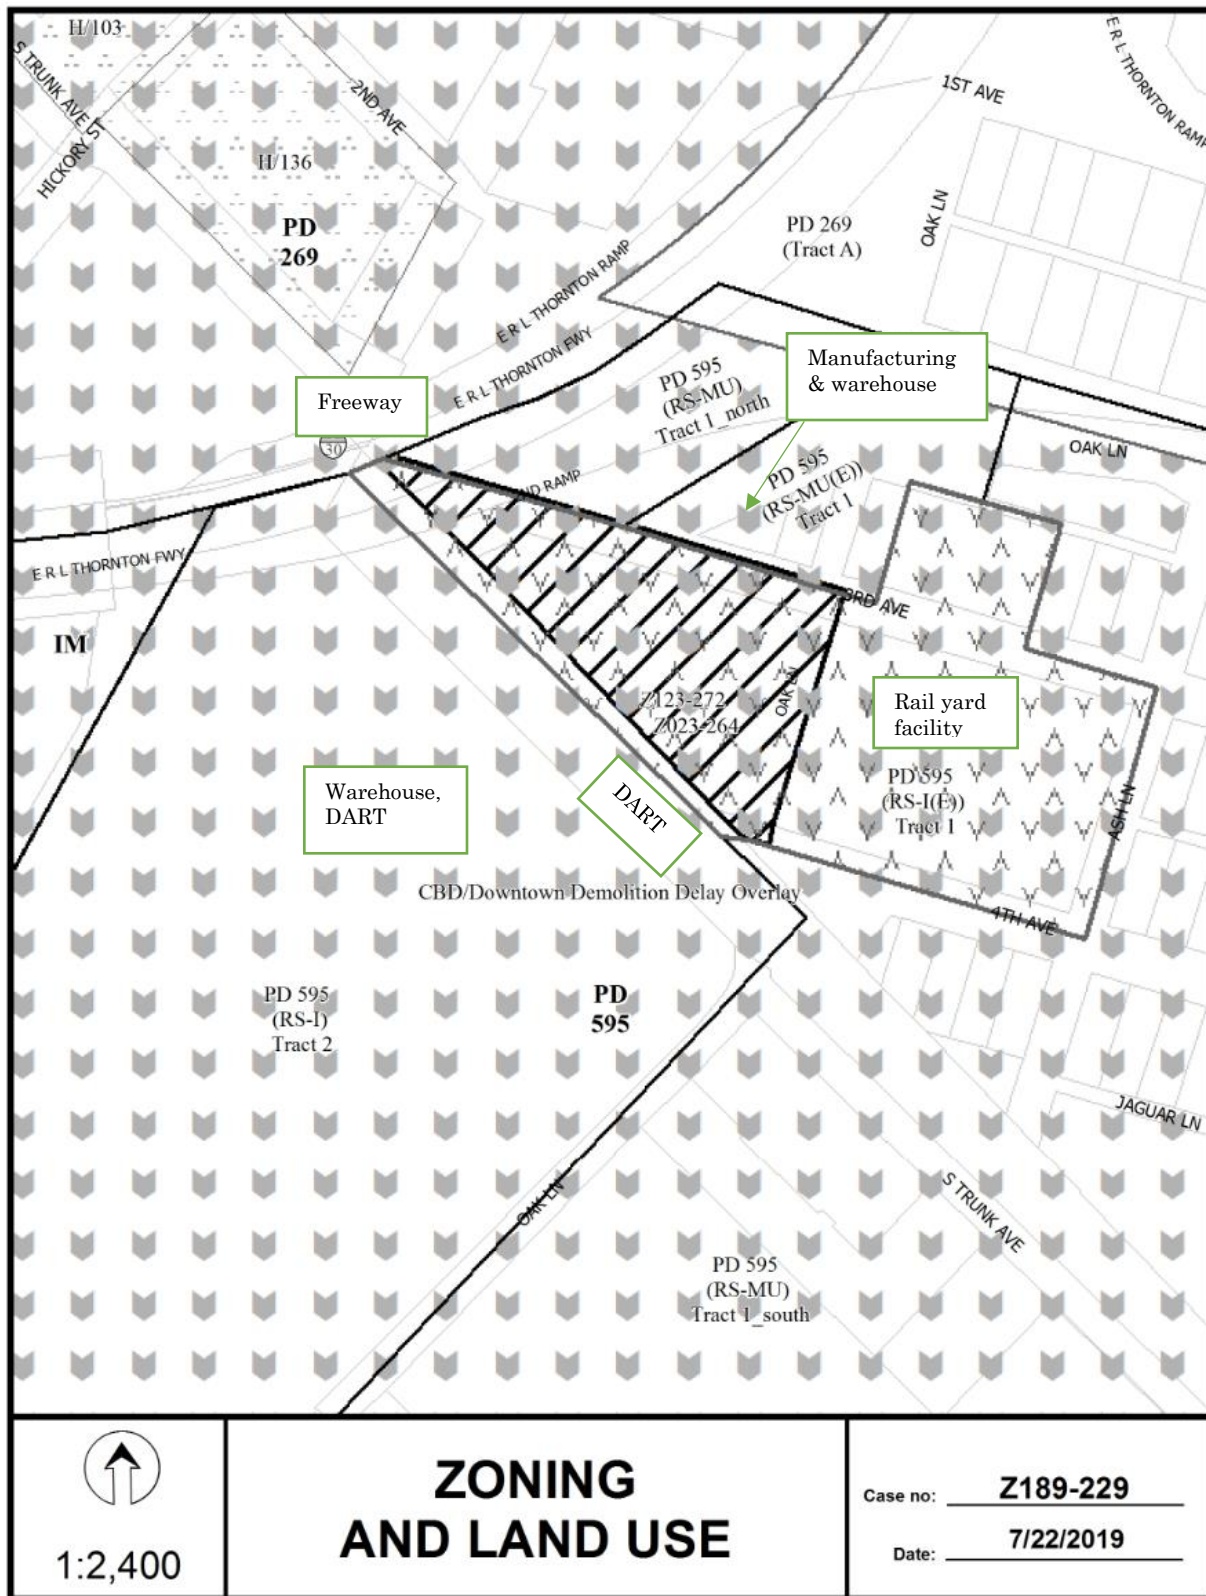 H/103
S TRUNK AVE
HICKORY ST
2ND AVE
H/136
PD
269
1ST AVE
E R L THORNTON RAMP
OAK LN
PD 269
(Tract A)
E R L THORNTON RAMP
E R L THORNTON FWY
Manufacturing
& warehouse
PD 595
(RS-MU)
Tract 1_north
Freeway
30
OAK LN
PD 595
(RS-MU(E))
Tract 1
ND RAMP
E R L THORNTON FWY
3RD AVE
IM
OAK LN
Z123-272
Z023-264
Rail yard
facility
Warehouse,
DART
DART
PD 595
(RS-I(E))
Tract 1
ASH LN
CBD/Downtown Demolition Delay Overlay
4TH AVE
PD 595
(RS-I)
Tract 2
PD
595
JAGUAR LN
OAK LN
S TRUNK AVE
PD 595
(RS-MU)
Tract 1_south
1:2,400
ZONING
AND LAND USE
Case no: Z189-229
Date: 7/22/2019